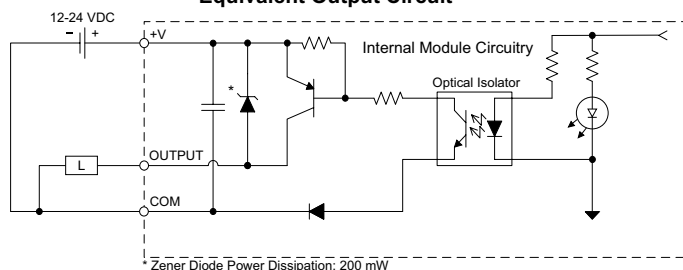 Equivalent Output Circuit
12-24 VDC
- +
+V
Internal Module Circuitry
*
Optical Isolator
OUTPUT
L
COM
* Zener Diode Power Dissipation: 200 mW